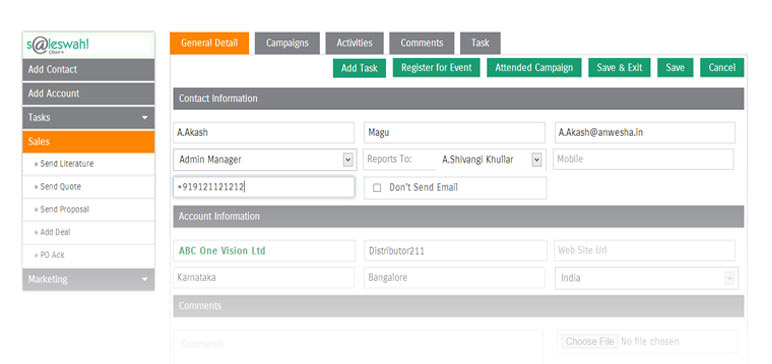 s@leswah!
CRM++
General Detail
Campaigns
Activities
Comments
Task
Add Contact
Add Account
Tasks
Sales
» Send Literature
» Send Quote
» Send Proposal
» Add Deal
» PO Ack
Marketing
Add Task
Register for Event
Attended Campaign
Save & Exit
Save
Cancel
Contact Information
A.Akash
Magu
A.Akash@anwesha.in
Admin Manager
Reports To: A.Shivangi Khullar
Mobile
+919121121212
Don't Send Email
Account Information
ABC One Vision Ltd
Distributor211
Web Site Url
Karnataka
Bangalore
India
Comments
Comments
Choose File No file chosen